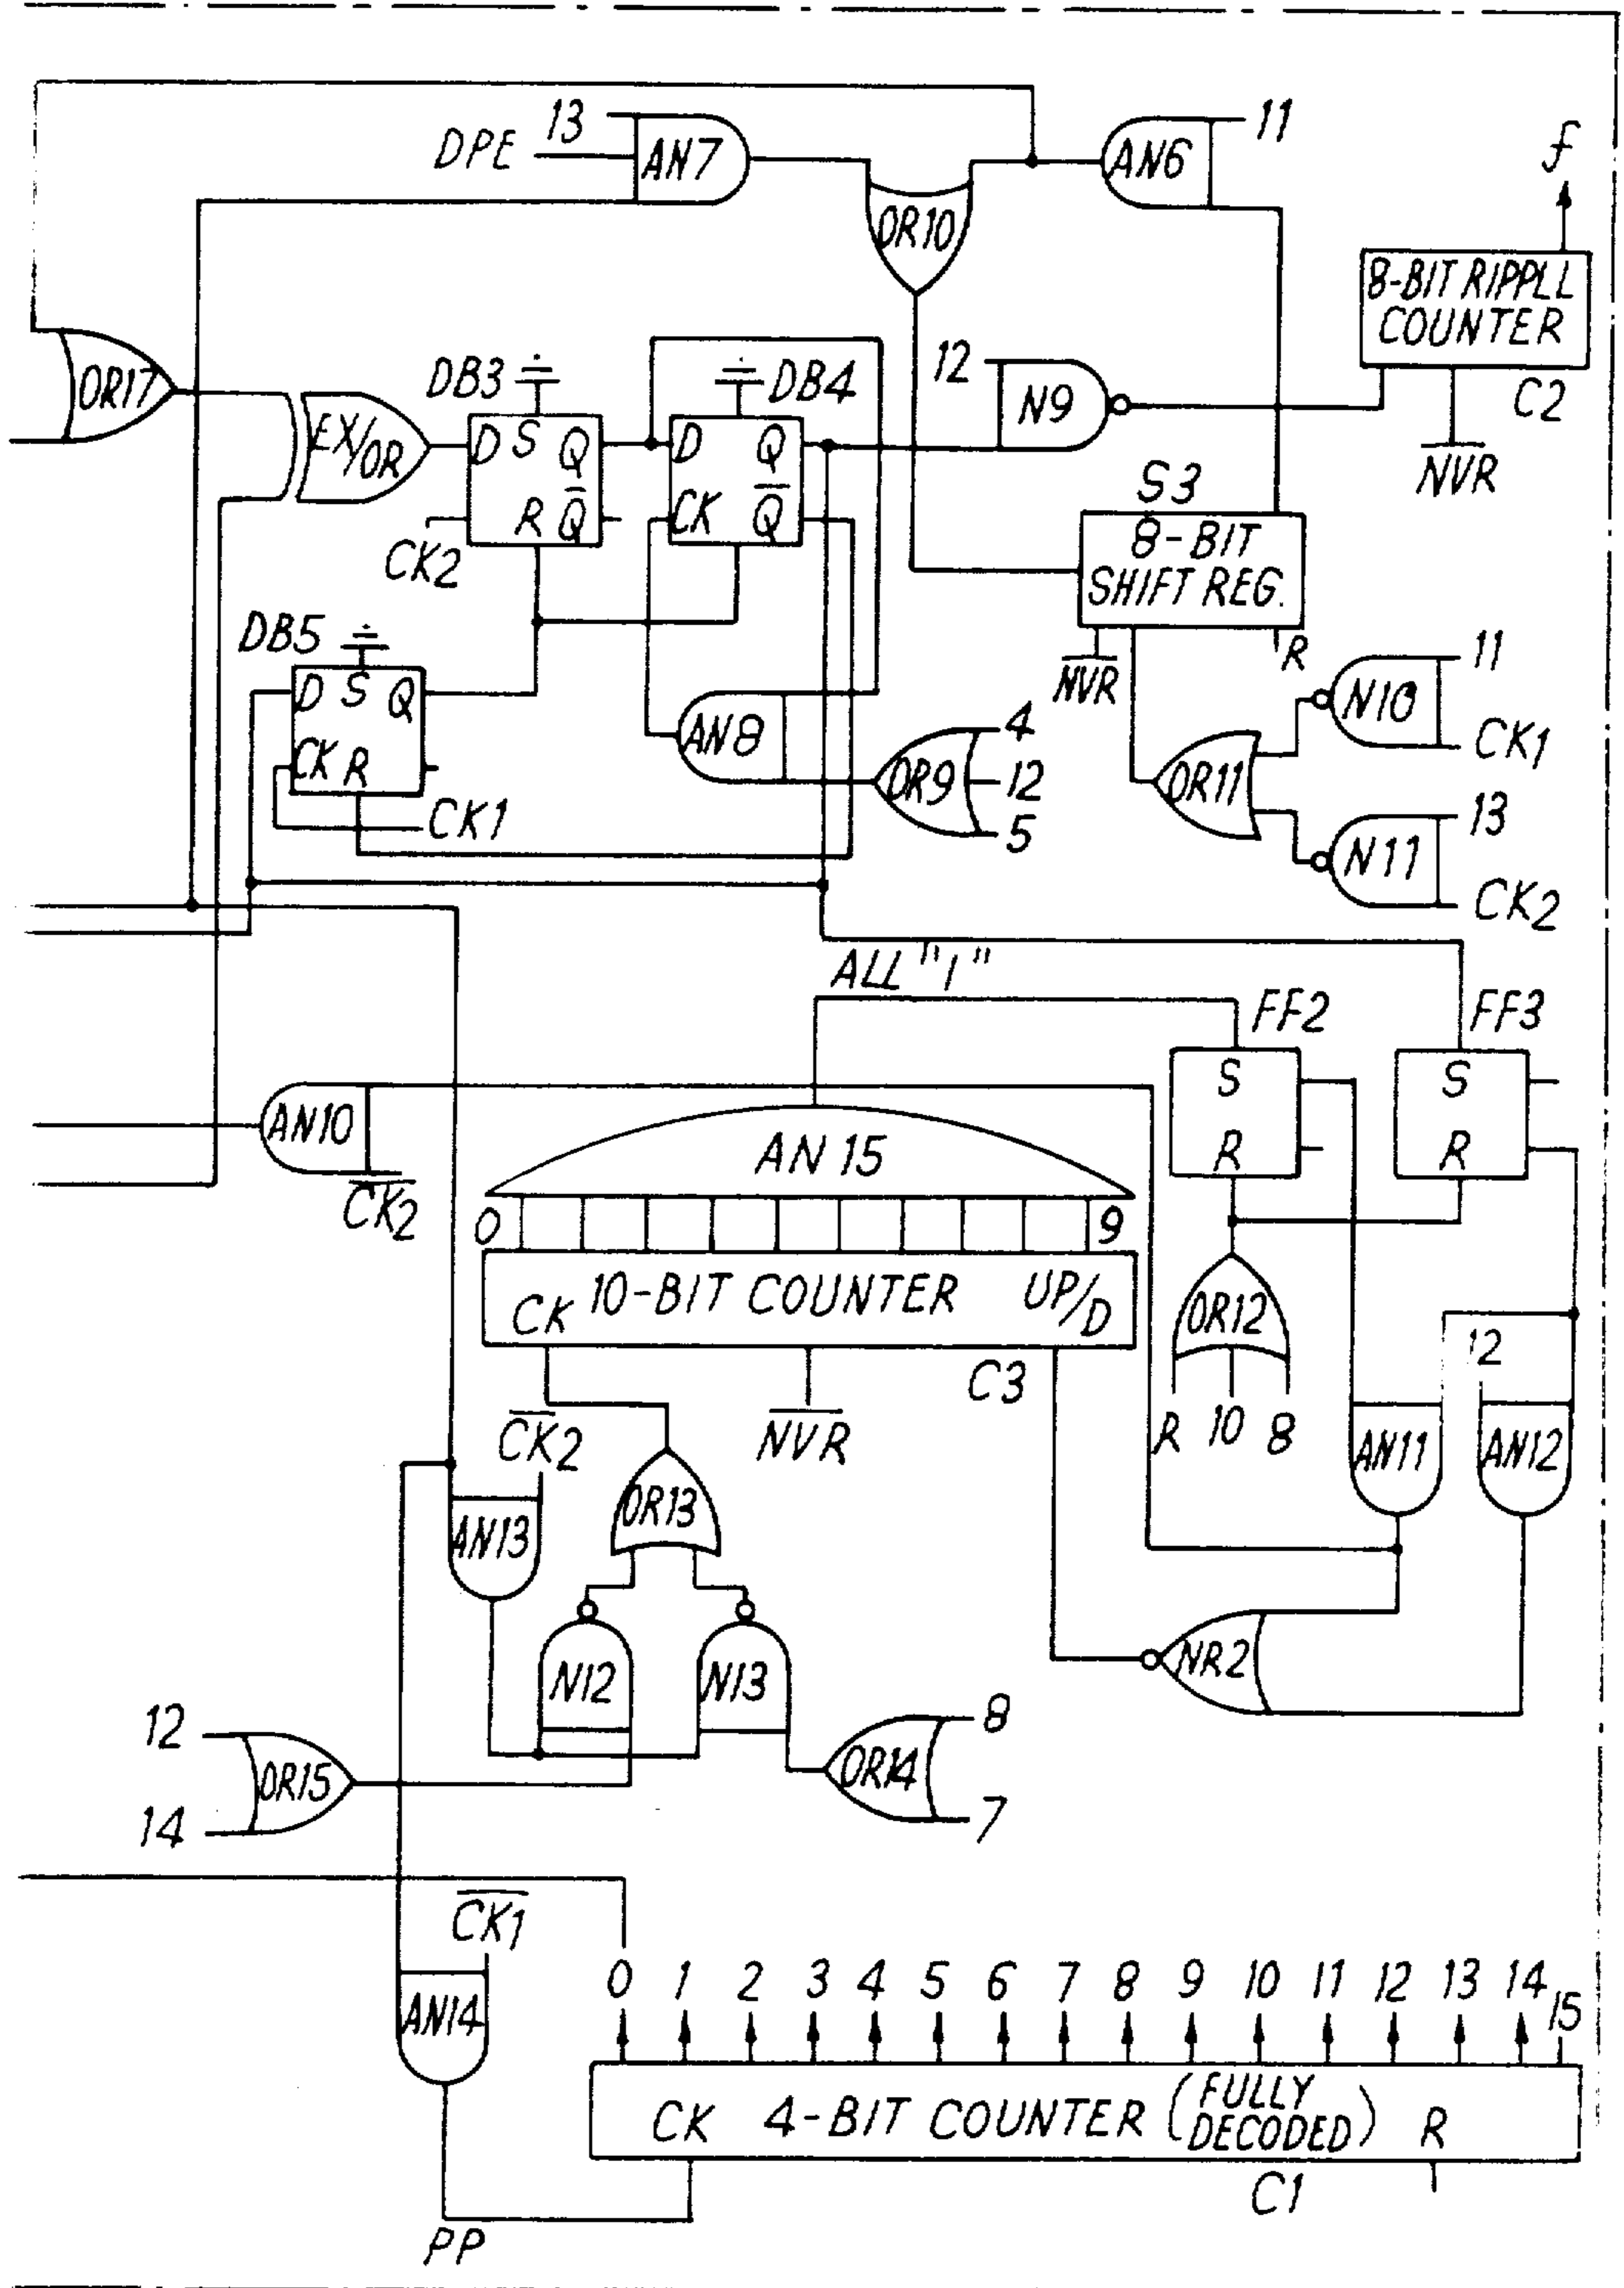 13
DPE
AN7
AN6
11
f
OR10
8-BIT RIPPLL
COUNTER
C2
NVR
OR17
EX/OR
DB3
D S Q
R Q
CK2
DB4
D Q
CK Q
12
N9
S3
8-BIT
SHIFT REG.
NVR
R
DB5
D S Q
CK R
CK1
AN8
OR9
4
12
5
OR11
N10
11
CK1
N11
13
CK2
ALL "1"
FF2
S
R
FF3
S
R
AN10
CK2
AN 15
0
9
CK 10-BIT COUNTER UP/D
C3
CK2
NVR
OR12
R 10 8
12
AN11
AN12
AN13
OR13
N12
N13
NR2
12
OR15
14
8
OR14
7
CK1
AN14
0 1 2 3 4 5 6 7 8 9 10 11 12 13 14 15
CK 4-BIT COUNTER (FULLY
DECODED) R
C1
PP